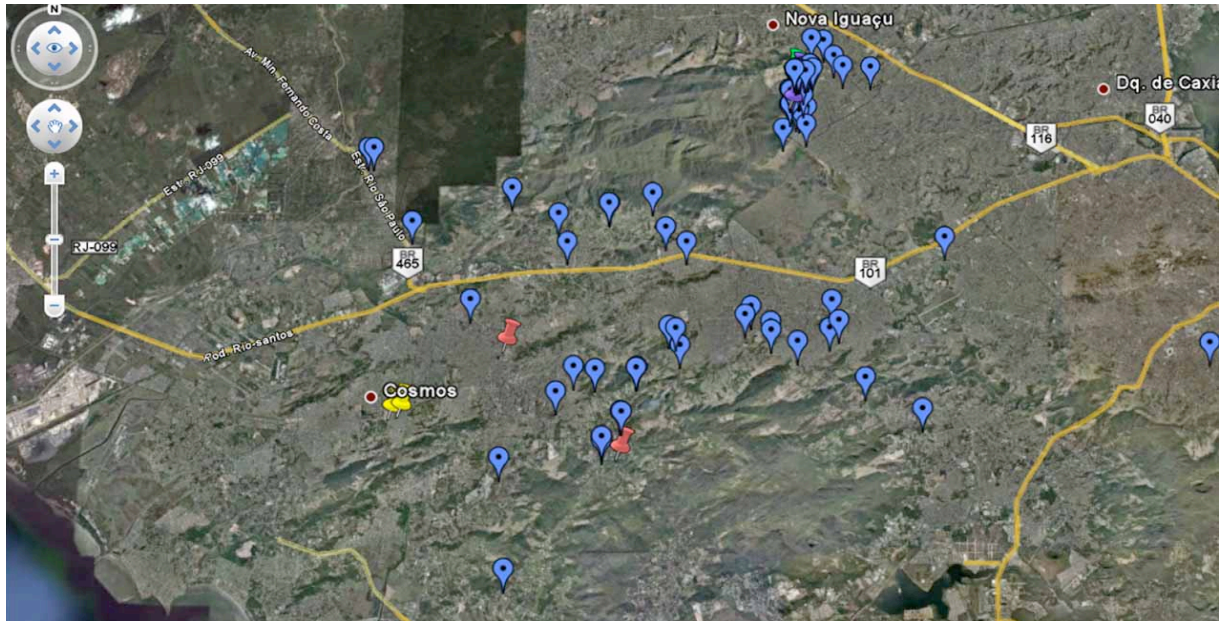 N
Nova Iguaçu
Av. Min. Fernando Costa
Dq. de Caxia
BR
040
BR
116
Est. RJ-099
Est. Rio São Paulo
RJ-099
BR
465
BR
101
Rod. Rio-santos
Cosmos